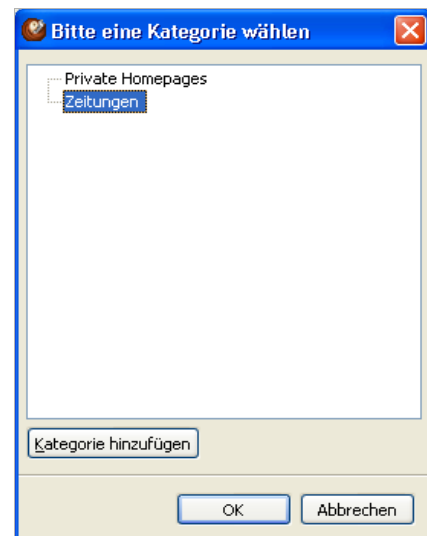 Bitte eine Kategorie wählen
Private Homepages
Zeitungen
Kategorie hinzufügen
OK Abbrechen